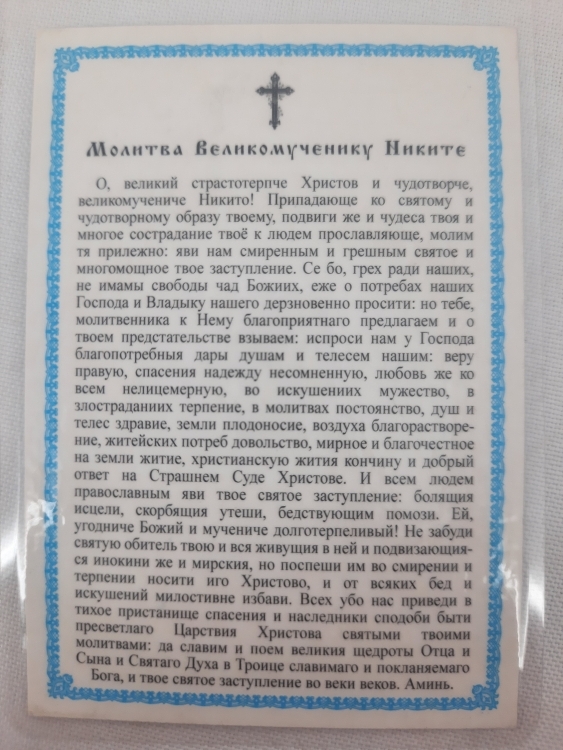 Молитва Великомученику Никите
О, великий страстотерпче Христов и чудотворче,
великомучениче Никито! Припадающе ко святому и
чудотворному образу твоему, подвиги же и чудеса твоя и
многое сострадание твоё к людем прославляюще, молим
тя прилежно: яви нам смиренным и грешным святое и
многомощное твое заступление. Се бо, грех ради наших,
не имамы свободы чад Божиих, еже о потребах наших
Господа и Владыку нашего дерзновенно просити: но тебе,
молитвенника к Нему благоприятнаго предлагаем и о
твоем предстательстве взываем: испроси нам у Господа
благопотребныя дары душам и телесем нашим: веру
правую, спасения надежду несомненную, любовь же ко
всем нелицемерную, во искушениих мужество, в
злостраданиих терпение, в молитвах постоянство, душ и
телес здравие, земли плодоносие, воздуха благорастворе-
ние, житейских потреб довольство, мирное и благочестное
на земли житие, христианскую жития кончину и добрый
ответ на Страшнем Суде Христове. И всем людем
православным яви твое святое заступление: болящия
исцели, скорбящия утеши, бедствующим помози. Ей,
угодниче Божий и мучениче долготерпеливый! Не забуди
святую обитель твою и вся живущия в ней и подвизающия-
ся инокини же и мирския, но поспеши им во смирении и
терпении носити иго Христово, и от всяких бед и
искушений милостивне избави. Всех убо нас приведи в
тихое пристанище спасения и наследники сподоби быти
пресветлаго Царствия Христова святыми твоими
молитвами: да славим и поем великия щедроты Отца и
Сына и Святаго Духа в Троице славимаго и покланяемаго
Бога, и твое святое заступление во веки веков. Аминь.